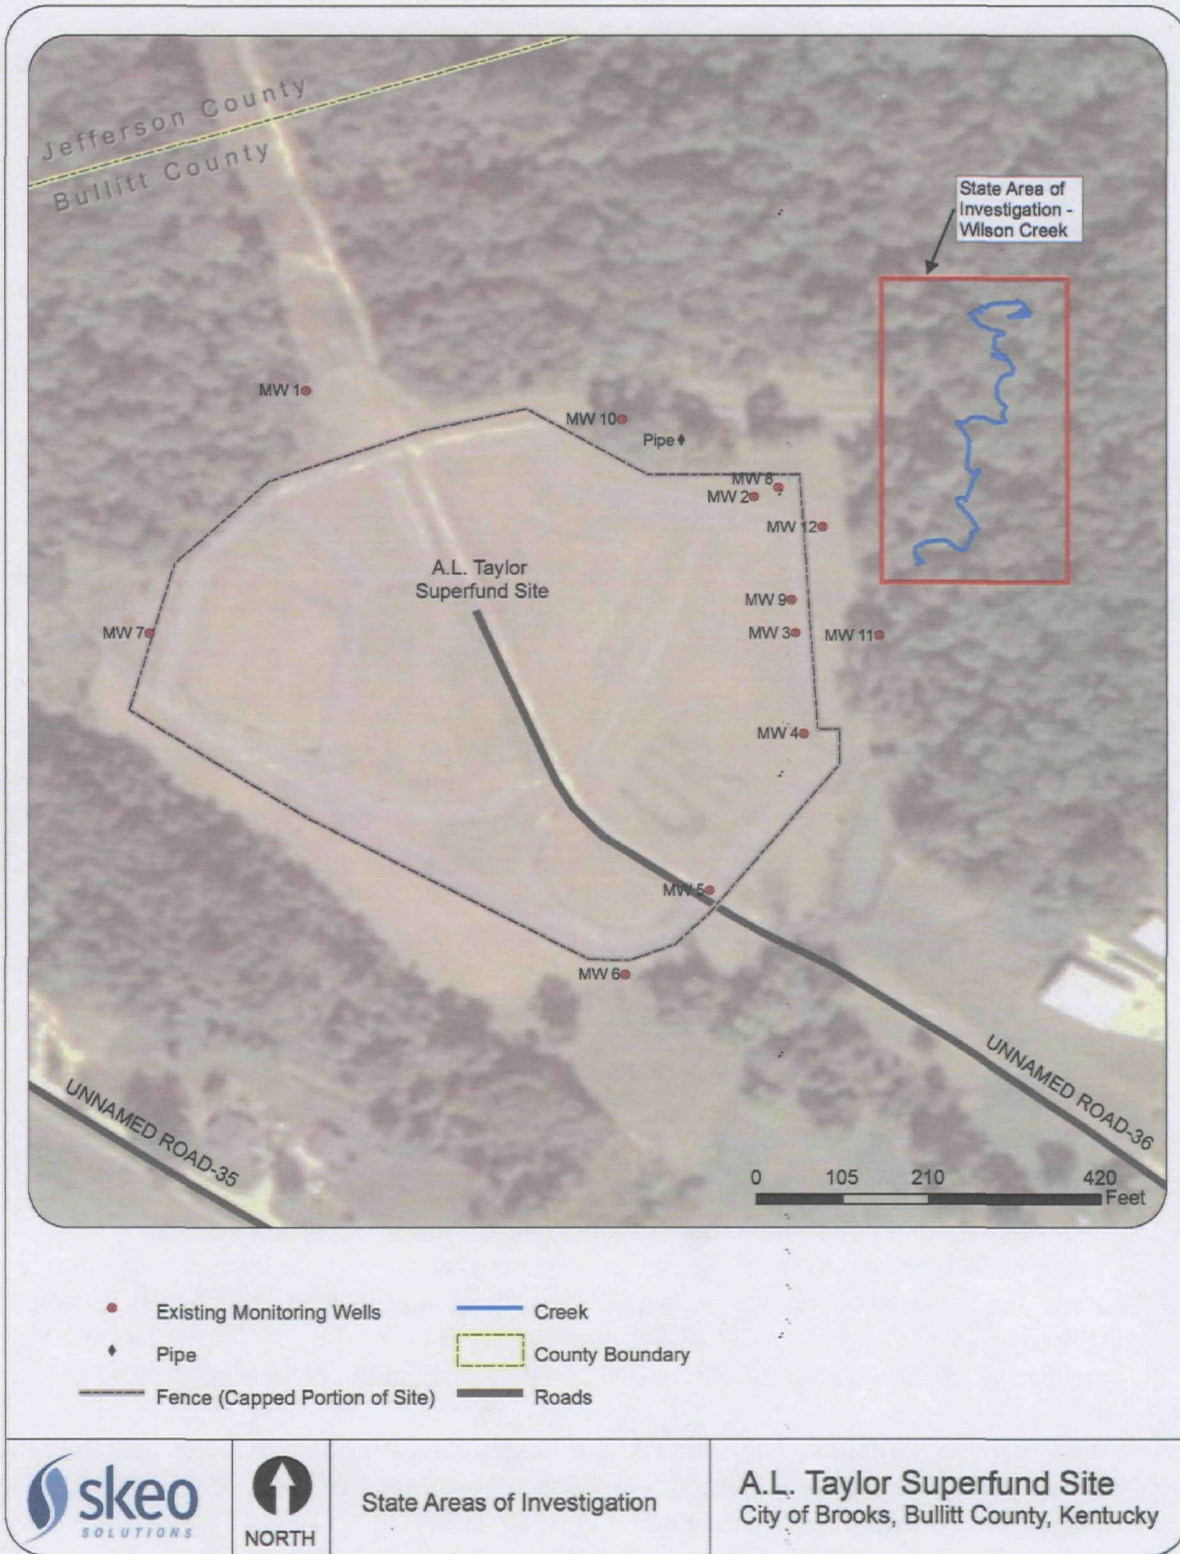 Jefferson County
Bullitt County
State Area of
Investigation -
Wilson Creek
MW 1
MW 10
Pipe
MW 8
MW 2
MW 12
A.L. Taylor
Superfund Site
MW 9
MW 7
MW 3
MW 11
MW 4
MW 5
MW 6
UNNAMED ROAD-36
UNNAMED ROAD-35
0 105 210 420
Feet
Existing Monitoring Wells
Creek
Pipe
County Boundary
Fence (Capped Portion of Site)
Roads
skeo
SOLUTIONS
NORTH
State Areas of Investigation
A.L. Taylor Superfund Site
City of Brooks, Bullitt County, Kentucky